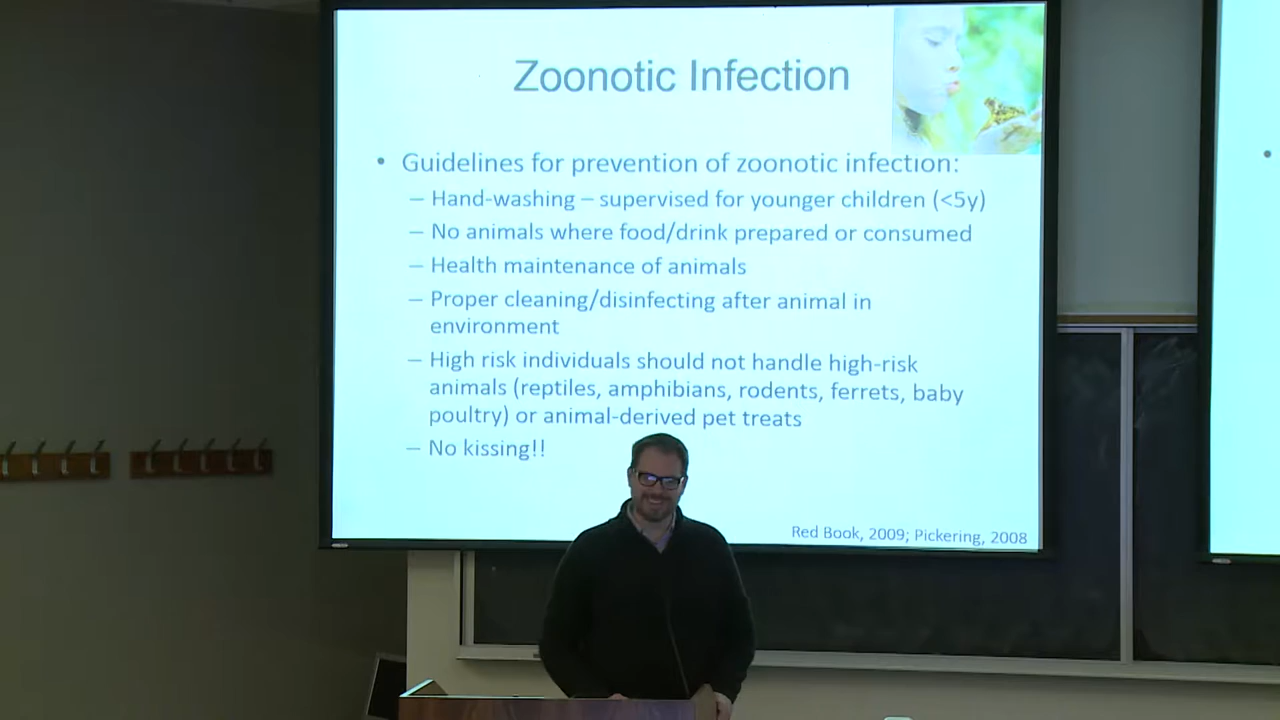 Zoonotic Infection
• Guidelines for prevention of zoonotic infection:
– Hand-washing – supervised for younger children (<5y)
– No animals where food/drink prepared or consumed
– Health maintenance of animals
– Proper cleaning/disinfecting after animal in
environment
– High risk individuals should not handle high-risk
animals (reptiles, amphibians, rodents, ferrets, baby
poultry) or animal-derived pet treats
– No kissing!!
Red Book, 2009; Pickering, 2008